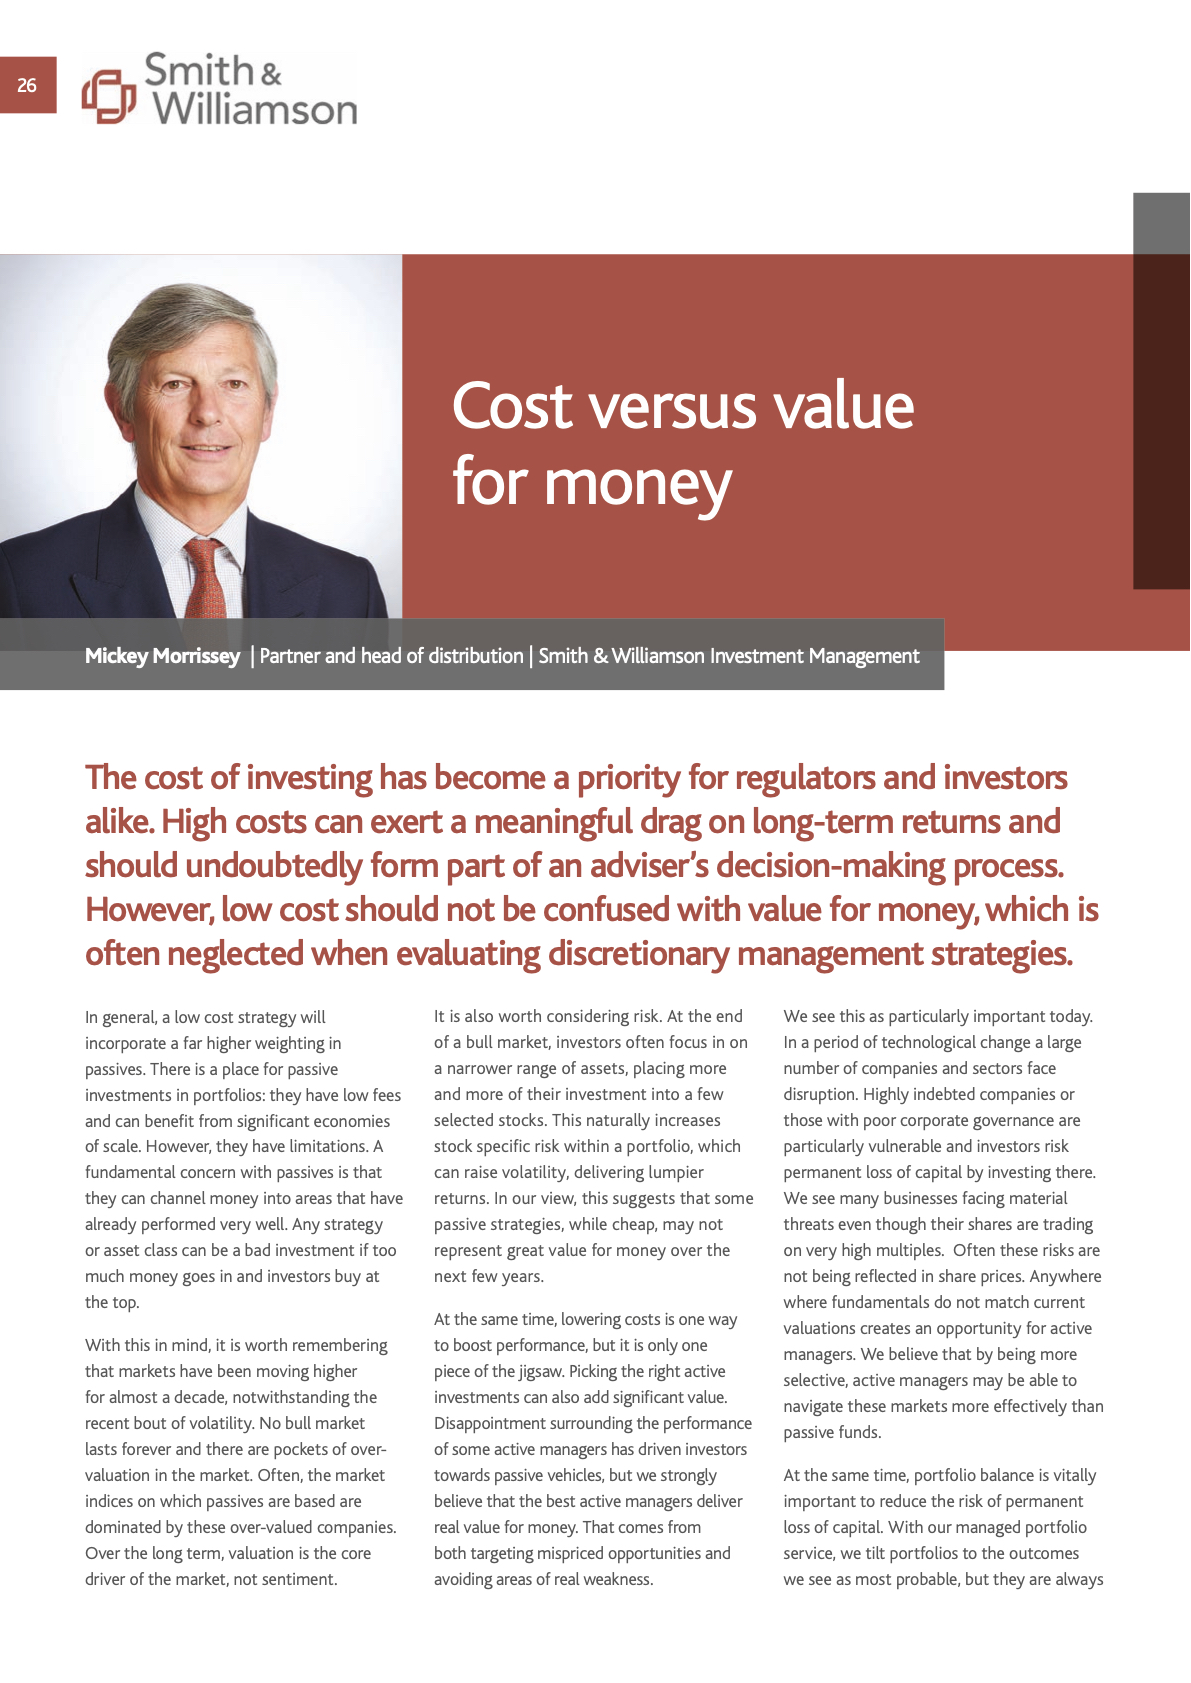 26
Smith &
Williamson
Cost versus value
for money
Mickey Morrissey | Partner and head of distribution | Smith & Williamson Investment Management
The cost of investing has become a priority for regulators and investors
alike. High costs can exert a meaningful drag on long-term returns and
should undoubtedly form part of an adviser's decision-making process.
However, low cost should not be confused with value for money, which is
often neglected when evaluating discretionary management strategies.
In general, a low cost strategy will
incorporate a far higher weighting in
passives. There is a place for passive
investments in portfolios: they have low fees
and can benefit from significant economies
of scale. However, they have limitations. A
fundamental concern with passives is that
they can channel money into areas that have
already performed very well. Any strategy
or asset class can be a bad investment if too
much money goes in and investors buy at
the top.
With this in mind, it is worth remembering
that markets have been moving higher
for almost a decade, notwithstanding the
recent bout of volatility. No bull market
lasts forever and there are pockets of over-
valuation in the market. Often, the market
indices on which passives are based are
dominated by these over-valued companies.
Over the long term, valuation is the core
driver of the market, not sentiment.
It is also worth considering risk. At the end
of a bull market, investors often focus in on
a narrower range of assets, placing more
and more of their investment into a few
selected stocks. This naturally increases
stock specific risk within a portfolio, which
can raise volatility, delivering lumpier
returns. In our view, this suggests that some
passive strategies, while cheap, may not
represent great value for money over the
next few years.
At the same time, lowering costs is one way
to boost performance, but it is only one
piece of the jigsaw. Picking the right active
investments can also add significant value.
Disappointment surrounding the performance
of some active managers has driven investors
towards passive vehicles, but we strongly
believe that the best active managers deliver
real value for money. That comes from
both targeting mispriced opportunities and
avoiding areas of real weakness.
We see this as particularly important today.
In a period of technological change a large
number of companies and sectors face
disruption. Highly indebted companies or
those with poor corporate governance are
particularly vulnerable and investors risk
permanent loss of capital by investing there.
We see many businesses facing material
threats even though their shares are trading
on very high multiples. Often these risks are
not being reflected in share prices. Anywhere
where fundamentals do not match current
valuations creates an opportunity for active
managers. We believe that by being more
selective, active managers may be able to
navigate these markets more effectively than
passive funds.
At the same time, portfolio balance is vitally
important to reduce the risk of permanent
loss of capital. With our managed portfolio
service, we tilt portfolios to the outcomes
we see as most probable, but they are always